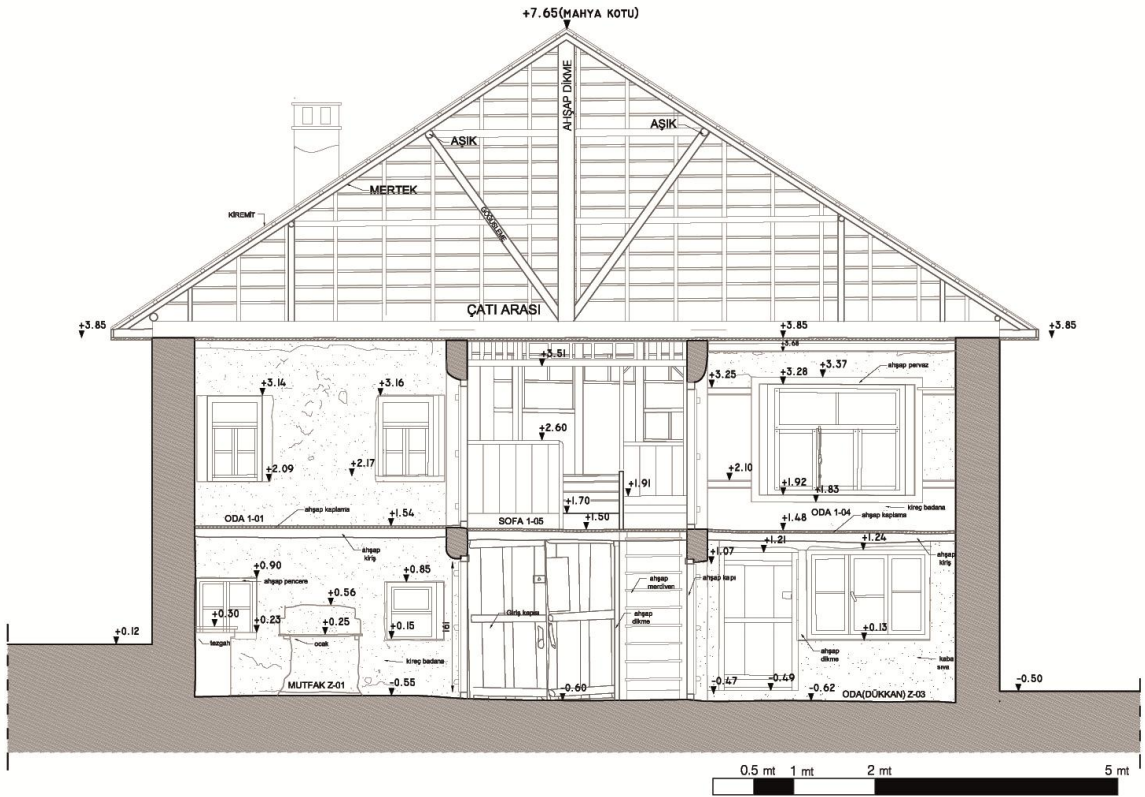 +7.65(MAHYA KOTU)
AHŞAP DİKME
AŞIK
AŞIK
MERTEK
GÖĞÜSLEME
KİREMİT
ÇATI ARASI
+3.85
+3.85
+3.85
+3.68
+3.51
+3.14
+3.16
+3.25
+3.28
+3.37
ahşap pervaz
+2.60
+2.09
+2.17
+2.10
+1.91
+1.92
+1.83
+1.70
ODA 1-01
ahşap kaplama
+1.54
SOFA 1-05
+1.50
+1.48
ODA 1-04
kireç badana
ahşap kaplama
ahşap
kiriş
+1.07
+1.21
+1.24
ahşap
kiriş
+0.90
ahşap pencere
+0.85
+0.56
+0.30
+0.23
+0.25
+0.15
tezgah
ocak
kireç badana
191
Giriş kapısı
ahşap
merdiven
ahşap kapı
ahşap
dikme
+0.13
ahşap
dikme
kaba
sıva
+0.12
MUTFAK Z-01
-0.55
-0.60
-0.47
-0.49
-0.62
ODA(DÜKKAN) Z-03
-0.50
0.5 mt
1 mt
2 mt
5 mt